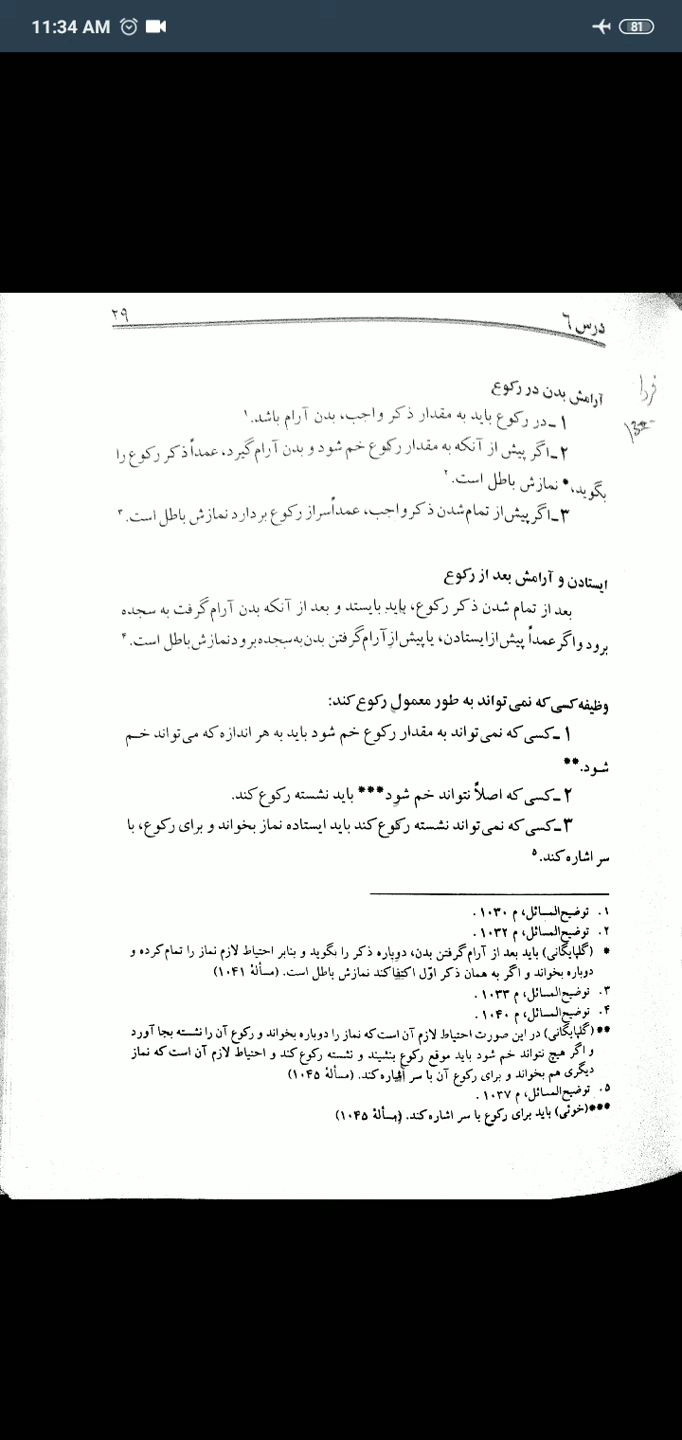 11:34 AM
81
درس ۶
۲۹
فردا
آرامش بدن در رکوع
۱ـ در رکوع باید به مقدار ذکر واجب، بدن آرام باشد.۱
۲ـ اگر پیش از آنکه به مقدار رکوع خم شود و بدن آرام گیرد، عمداً ذکر رکوع را
بگوید،* نمازش باطل است.۲
۳ـ اگر پیش از تمام شدن ذکر واجب، عمداً سر از رکوع بردارد نمازش باطل است.۳
ایستادن و آرامش بعد از رکوع
بعد از تمام شدن ذکر رکوع، باید بایستد و بعد از آنکه بدن آرام گرفت به سجده
برود و اگر عمداً پیش از ایستادن، یا پیش از آرام گرفتن بدن به سجده برود نمازش باطل است.۴
وظیفه کسی که نمی تواند به طور معمول رکوع کند:
۱ـ کسی که نمی تواند به مقدار رکوع خم شود باید به هر اندازه که می تواند خم
شود.**
۲ـ کسی که اصلاً نتواند خم شود*** باید نشسته رکوع کند.
۳ـ کسی که نمی تواند نشسته رکوع کند باید ایستاده نماز بخواند و برای رکوع، با
سر اشاره کند.۵
۱. توضیح المسائل، م ۱۰۳۰.
۲. توضیح المسائل، م ۱۰۳۲.
* (گلپایگانی) باید بعد از آرام گرفتن بدن، دوباره ذکر را بگوید و بنابر احتیاط لازم نماز را تمام کرده و
دوباره بخواند و اگر به همان ذکر اوّل اکتفا کند نمازش باطل است. (مسألهٔ ۱۰۴۱)
۳. توضیح المسائل، م ۱۰۳۳.
۴. توضیح المسائل، م ۱۰۴۰.
** (گلپایگانی) در این صورت احتیاط لازم آن است که نماز را دوباره بخواند و رکوع آن را نشسته بجا آورد
و اگر هیچ نتواند خم شود باید موقع رکوع بنشیند و نشسته رکوع کند و احتیاط لازم آن است که نماز
دیگری هم بخواند و برای رکوع آن با سر اشاره کند. (مسألهٔ ۱۰۴۵)
۵. توضیح المسائل، م ۱۰۳۷.
*** (خوئی) باید برای رکوع با سر اشاره کند. (مسألهٔ ۱۰۴۵)